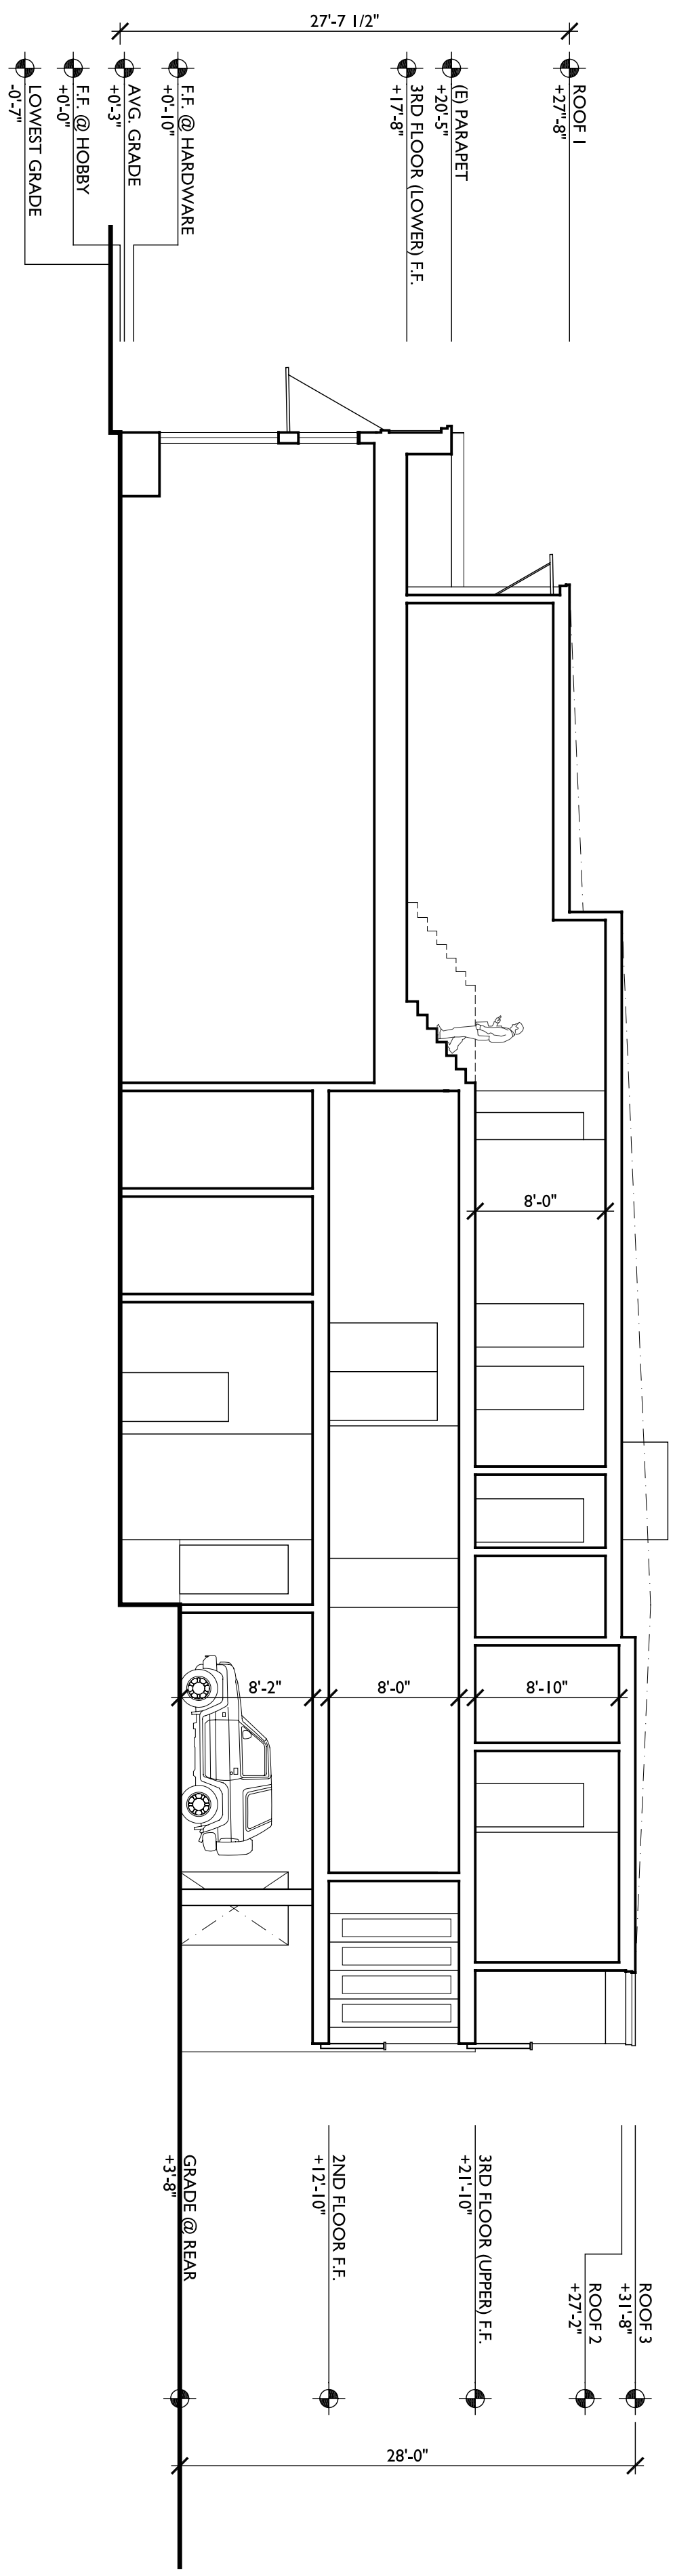 27'-7 1/2"
ROOF 1
+27"-8"
(E) PARAPET
+20'-5"
3RD FLOOR (LOWER) F.F.
+17'-8"
F.F. @ HARDWARE
+0'-10"
AVG. GRADE
+0'-3"
F.F. @ HOBBY
+0'-0"
LOWEST GRADE
-0'-7"
8'-0"
8'-2"
8'-0"
8'-10"
ROOF 3
+31'-8"
ROOF 2
+27'-2"
3RD FLOOR (UPPER) F.F.
+21'-10"
2ND FLOOR F.F.
+12'-10"
GRADE @ REAR
+3'-8"
28'-0"